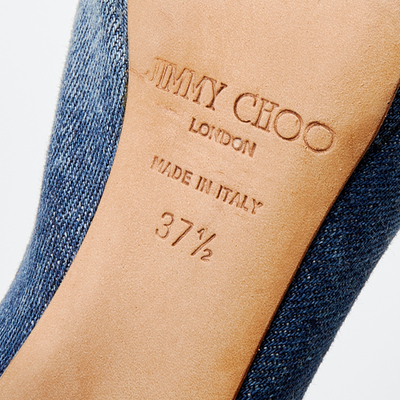 JIMMY CHOO
LONDON
MADE IN ITALY
37½